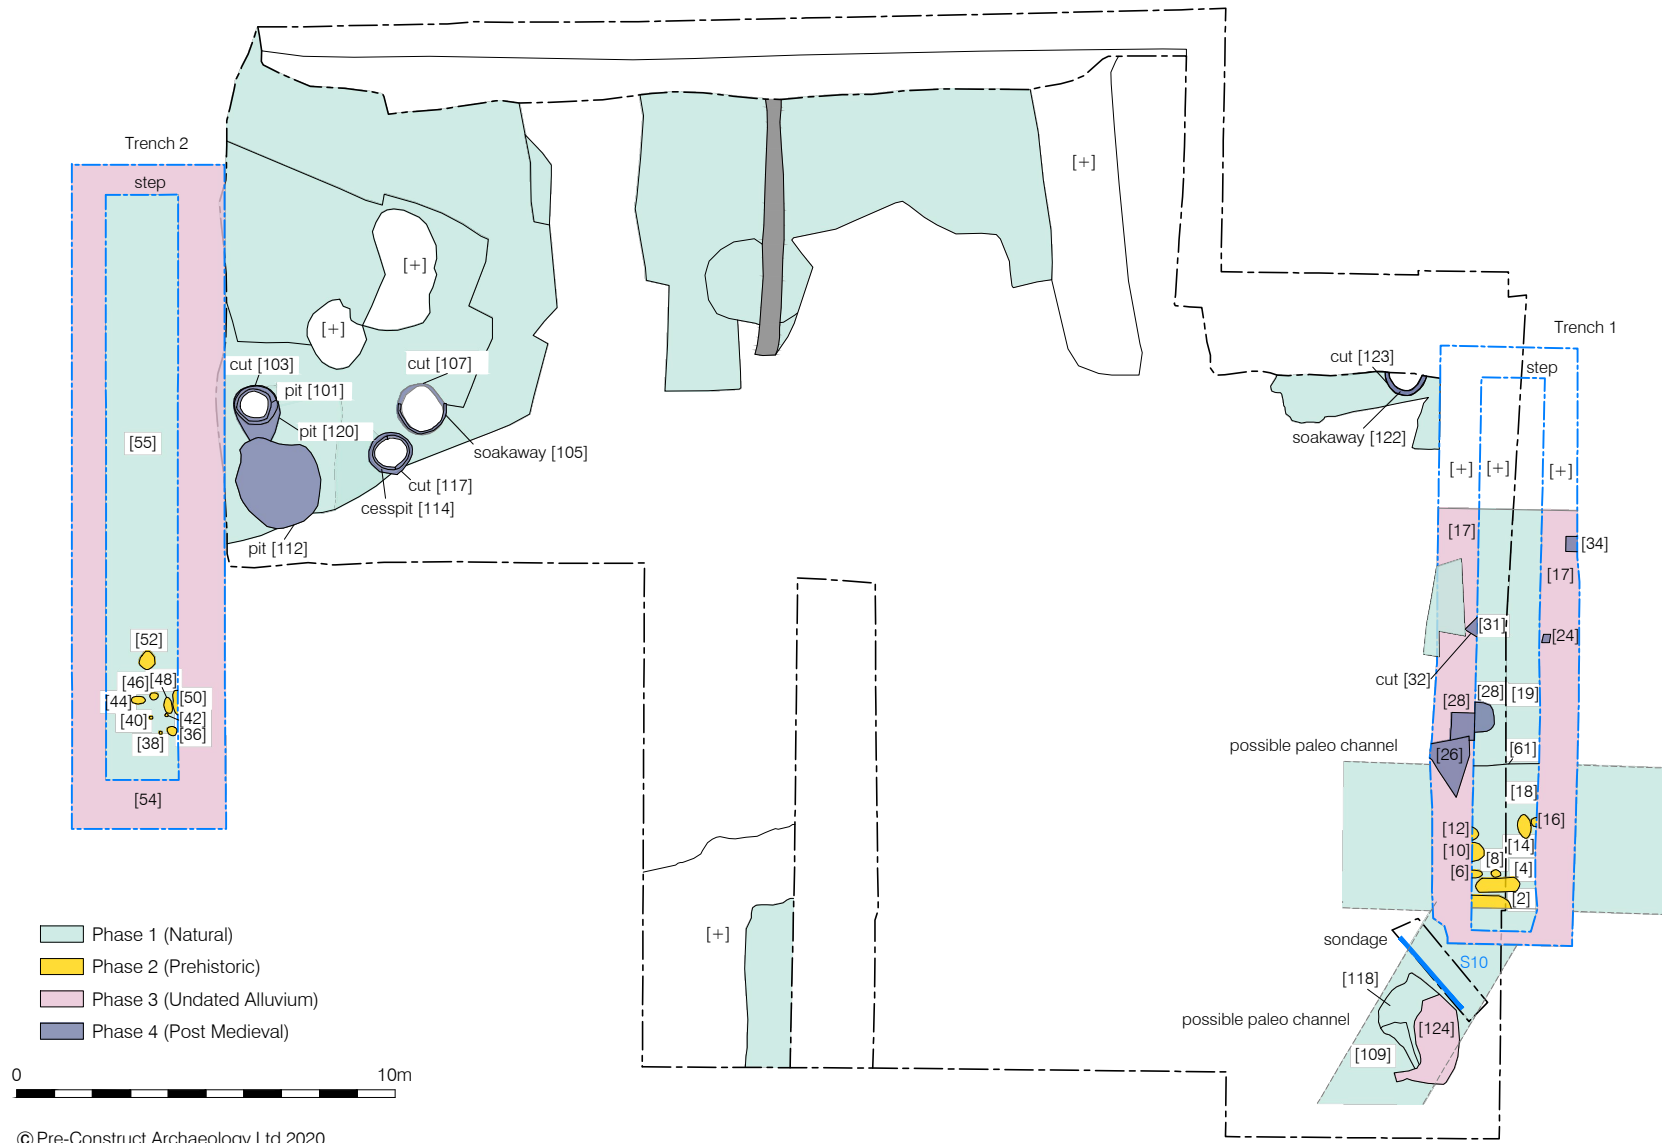 Trench 2
step
[+]
[+]
[+]
cut [103]
cut [107]
pit [101]
pit [120]
soakaway [105]
cut [117]
cesspit [114]
pit [112]
[55]
[52]
[46]
[48]
[44]
[50]
[40]
[42]
[36]
[38]
[54]
Trench 1
step
cut [123]
soakaway [122]
[+]
[+]
[+]
[17]
[34]
[17]
[31]
[24]
cut [32]
[28]
[28]
[19]
possible paleo channel
[26]
[61]
[18]
[12]
[16]
[10]
[14]
[8]
[6]
[4]
[2]
sondage
S10
[118]
possible paleo channel
[124]
[109]
[+]
Phase 1 (Natural)
Phase 2 (Prehistoric)
Phase 3 (Undated Alluvium)
Phase 4 (Post Medieval)
0 10m
© Pre-Construct Archaeology Ltd 2020